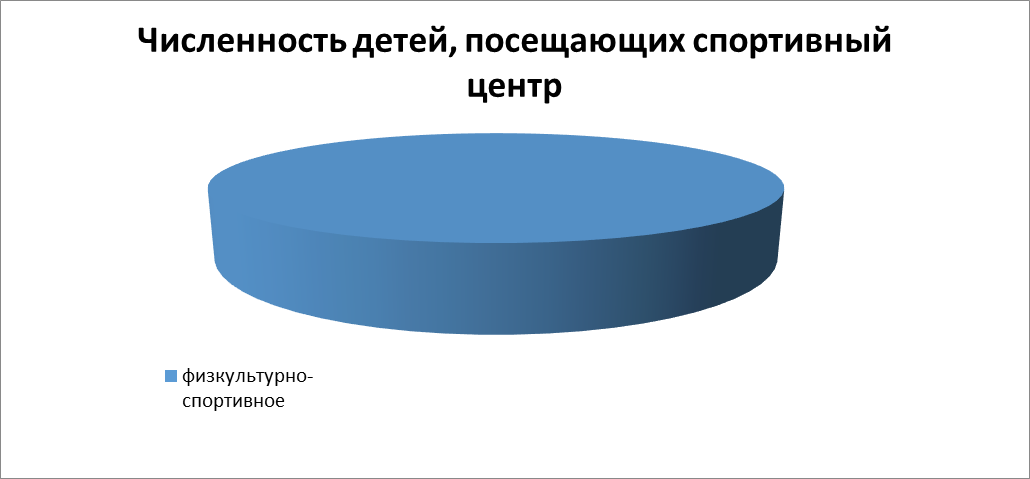 Численность детей, посещающих спортивный
центр
физкультурно-
спортивное